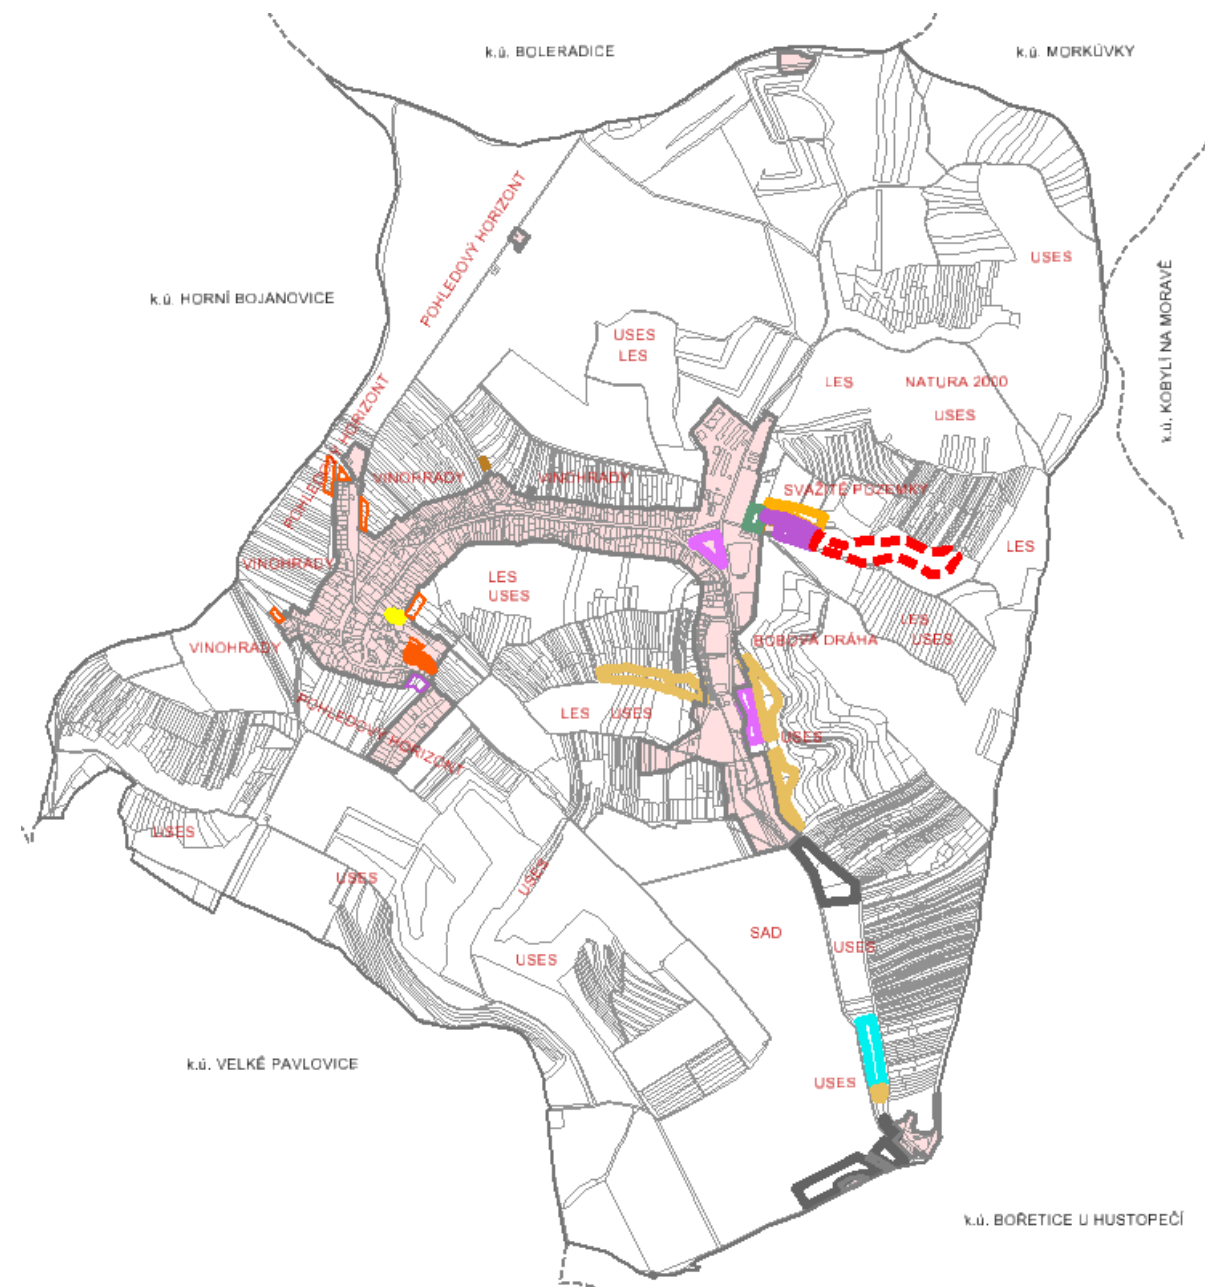 k.ú. BOLERADICE
k.ú. MORKŮVKY
POHLEDOVÝ HORIZONT
USES
k.ú. HORNÍ BOJANOVICE
k.ú. KOBYLÍ NA MORAVĚ
USES
LES
LES
NATURA 2000
USES
POHLEDOVÝ HORIZONT
VINOHRADY
VINOHRADY
SVAŽITÉ POZEMKY
LES
VINOHRADY
LES
USES
LES
USES
VINOHRADY
BOBOVÁ DRÁHA
POHLEDOVÝ HORIZONT
LES
USES
USES
USES
USES
USES
SAD
USES
USES
k.ú. VELKÉ PAVLOVICE
USES
k.ú. BOŘETICE U HUSTOPEČÍ